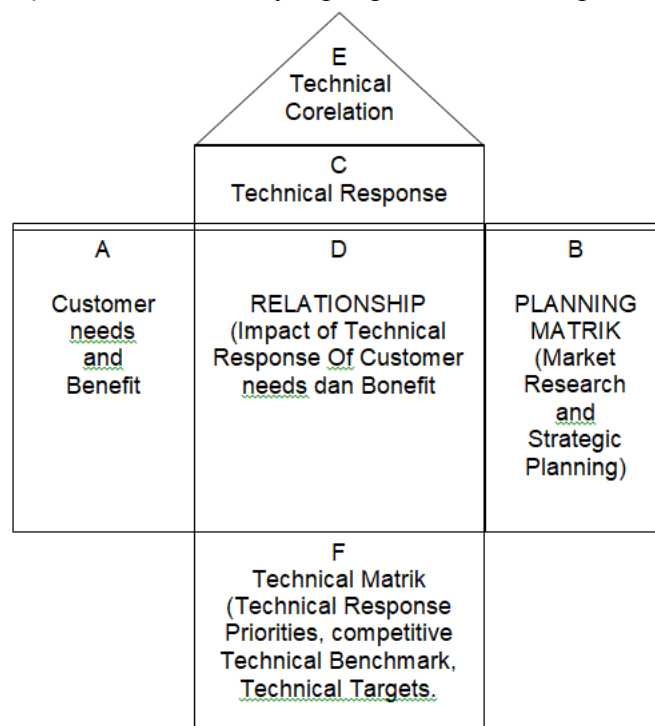 E
Technical
Corelation
C
Technical Response
A
Customer
needs
and
Benefit
D
RELATIONSHIP
(Impact of Technical
Response Of Customer
needs dan Bonefit
B
PLANNING
MATRIK
(Market
Research
and
Strategic
Planning)
F
Technical Matrik
(Technical Response
Priorities, competitive
Technical Benchmark,
Technical Targets.